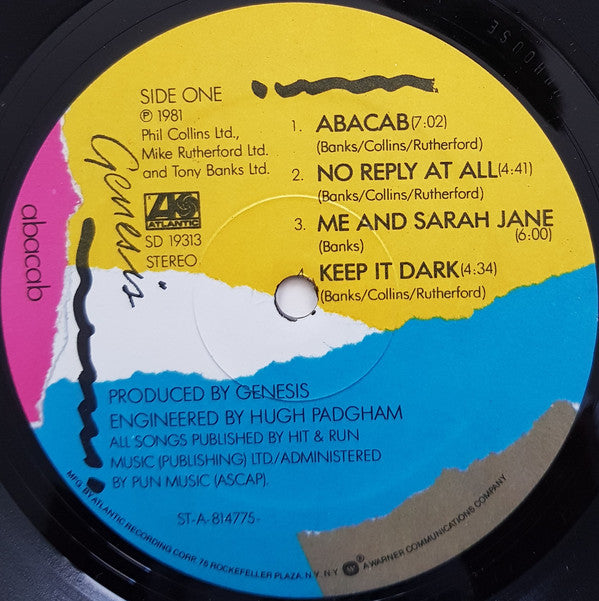 SIDE ONE
℗ 1981
Phil Collins Ltd.,
Mike Rutherford Ltd.
and Tony Banks Ltd.
ATLANTIC
SD 19313
STEREO
1. ABACAB (7:02)
(Banks/Collins/Rutherford)
2. NO REPLY AT ALL (4:41)
(Banks/Collins/Rutherford)
3. ME AND SARAH JANE
(6:00)
(Banks)
4. KEEP IT DARK (4:34)
(Banks/Collins/Rutherford)
Genesis
abacab
PRODUCED BY GENESIS
ENGINEERED BY HUGH PADGHAM
ALL SONGS PUBLISHED BY HIT & RUN
MUSIC (PUBLISHING) LTD./ADMINISTERED
BY PUN MUSIC (ASCAP).
ST-A-814775-
MFG. BY ATLANTIC RECORDING CORP. 75 ROCKEFELLER PLAZA, N.Y. N.Y. A WARNER COMMUNICATIONS COMPANY